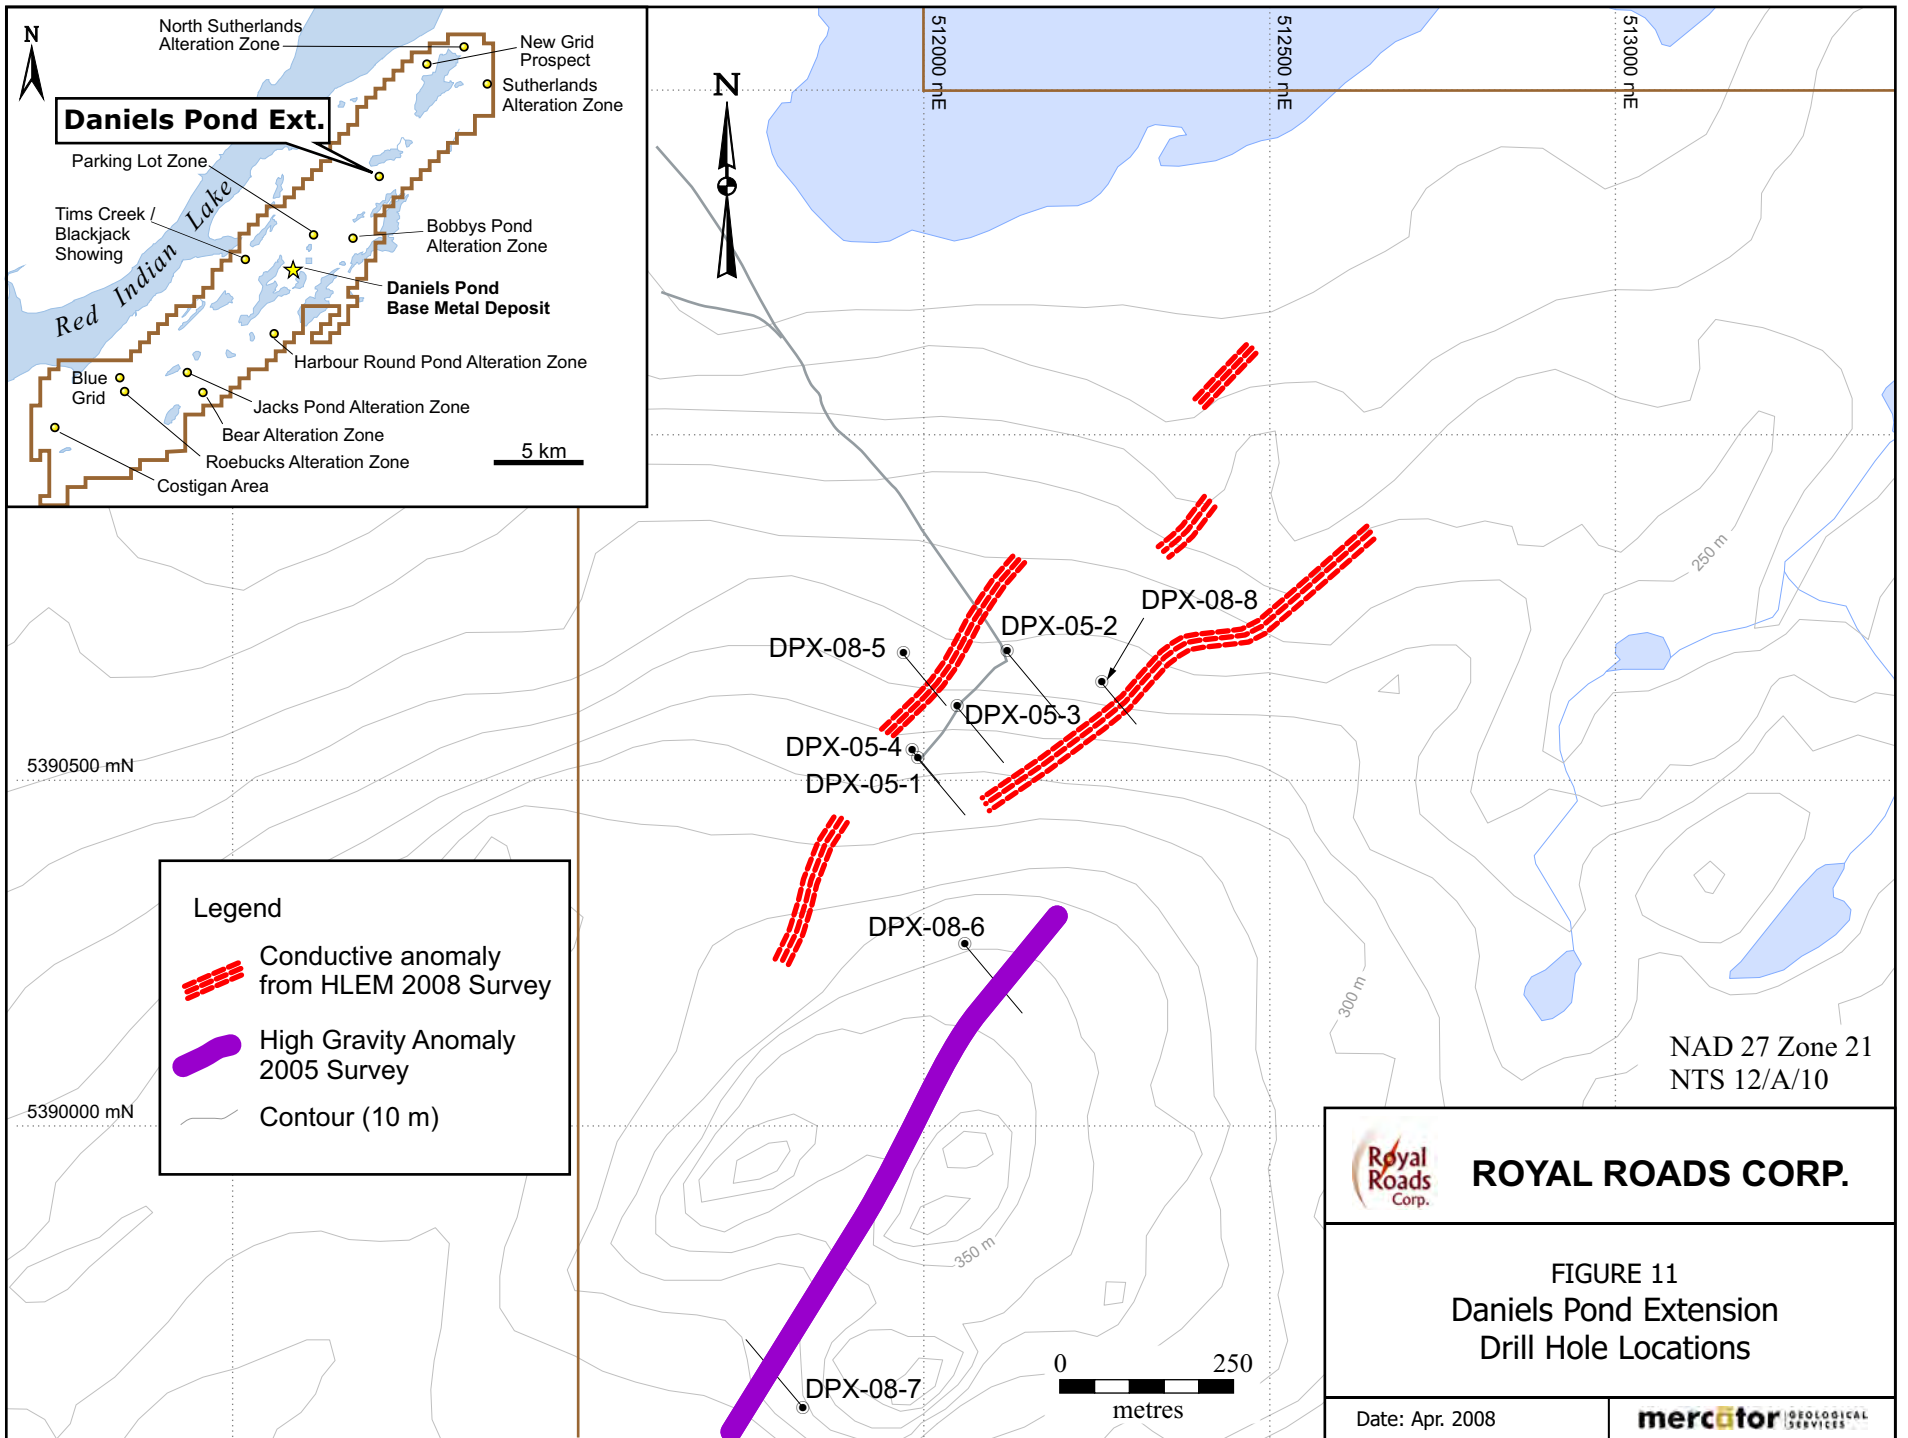 N
North Sutherlands
Alteration Zone
New Grid
Prospect
Sutherlands
Alteration Zone
Daniels Pond Ext.
Parking Lot Zone
Tims Creek /
Blackjack
Showing
Red Indian Lake
Bobbys Pond
Alteration Zone
Daniels Pond
Base Metal Deposit
Harbour Round Pond Alteration Zone
Blue
Grid
Jacks Pond Alteration Zone
Bear Alteration Zone
Roebucks Alteration Zone
Costigan Area
5 km
N
512000 mE
512500 mE
513000 mE
250 m
DPX-08-8
DPX-05-2
DPX-08-5
DPX-05-3
DPX-05-4
DPX-05-1
5390500 mN
DPX-08-6
300 m
Legend
Conductive anomaly
from HLEM 2008 Survey
High Gravity Anomaly
2005 Survey
Contour (10 m)
5390000 mN
350 m
DPX-08-7
0 250
metres
NAD 27 Zone 21
NTS 12/A/10
Royal
Roads
Corp.
ROYAL ROADS CORP.
FIGURE 11
Daniels Pond Extension
Drill Hole Locations
Date: Apr. 2008
mercator GEOLOGICAL
SERVICES